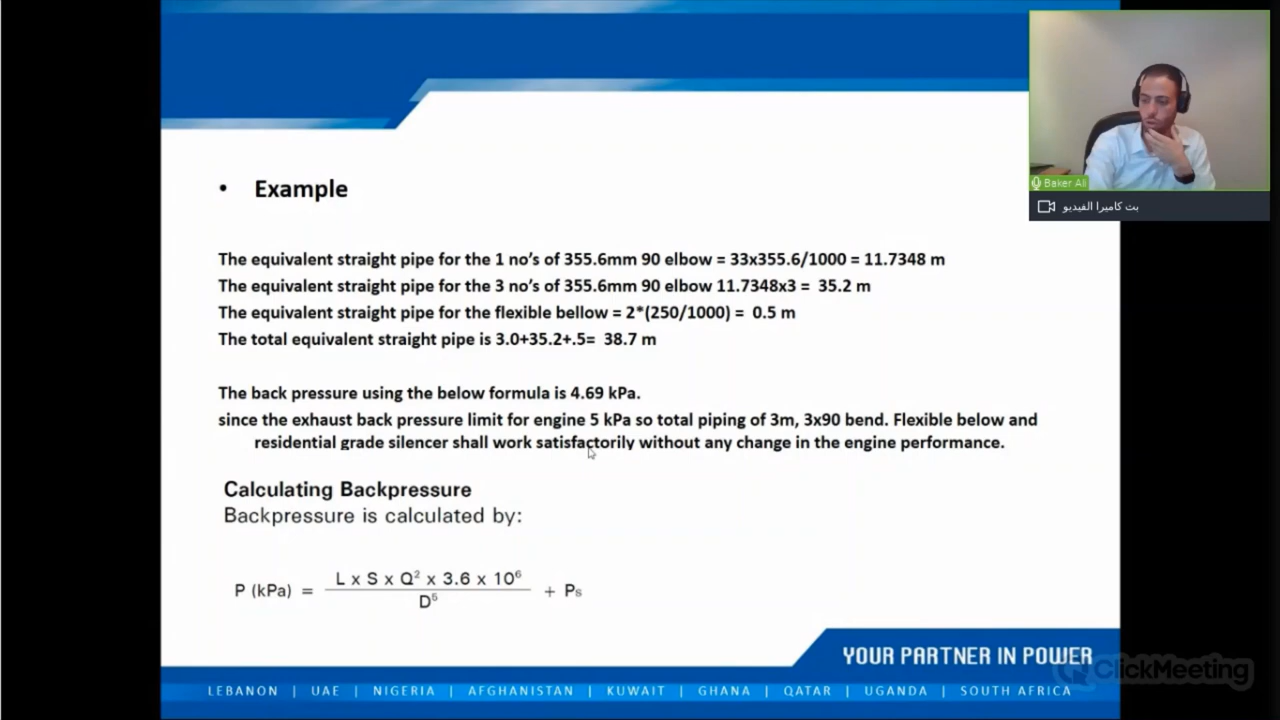 • Example
The equivalent straight pipe for the 1 no’s of 355.6mm 90 elbow = 33x355.6/1000 = 11.7348 m
The equivalent straight pipe for the 3 no’s of 355.6mm 90 elbow 11.7348x3 = 35.2 m
The equivalent straight pipe for the flexible bellow = 2*(250/1000) = 0.5 m
The total equivalent straight pipe is 3.0+35.2+.5= 38.7 m
The back pressure using the below formula is 4.69 kPa.
since the exhaust back pressure limit for engine 5 kPa so total piping of 3m, 3x90 bend. Flexible below and
residential grade silencer shall work satisfactorily without any change in the engine performance.
Calculating Backpressure
Backpressure is calculated by:
P (kPa) = L x S x Q² x 3.6 x 10⁶ / D⁵ + Ps
YOUR PARTNER IN POWER
LEBANON | UAE | NIGERIA | AFGHANISTAN | KUWAIT | GHANA | QATAR | UGANDA | SOUTH AFRICA
Baker Ali
بث كاميرا الفيديو
ClickMeeting